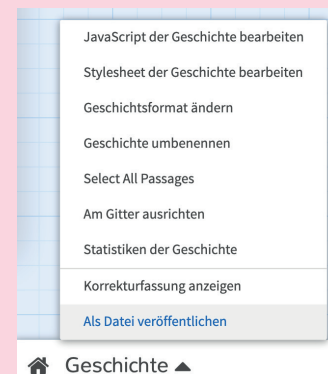 JavaScript der Geschichte bearbeiten
Stylesheet der Geschichte bearbeiten
Geschichtsformat ändern
Geschichte umbenennen
Select All Passages
Am Gitter ausrichten
Statistiken der Geschichte
Korrekturfassung anzeigen
Als Datei veröffentlichen
Geschichte